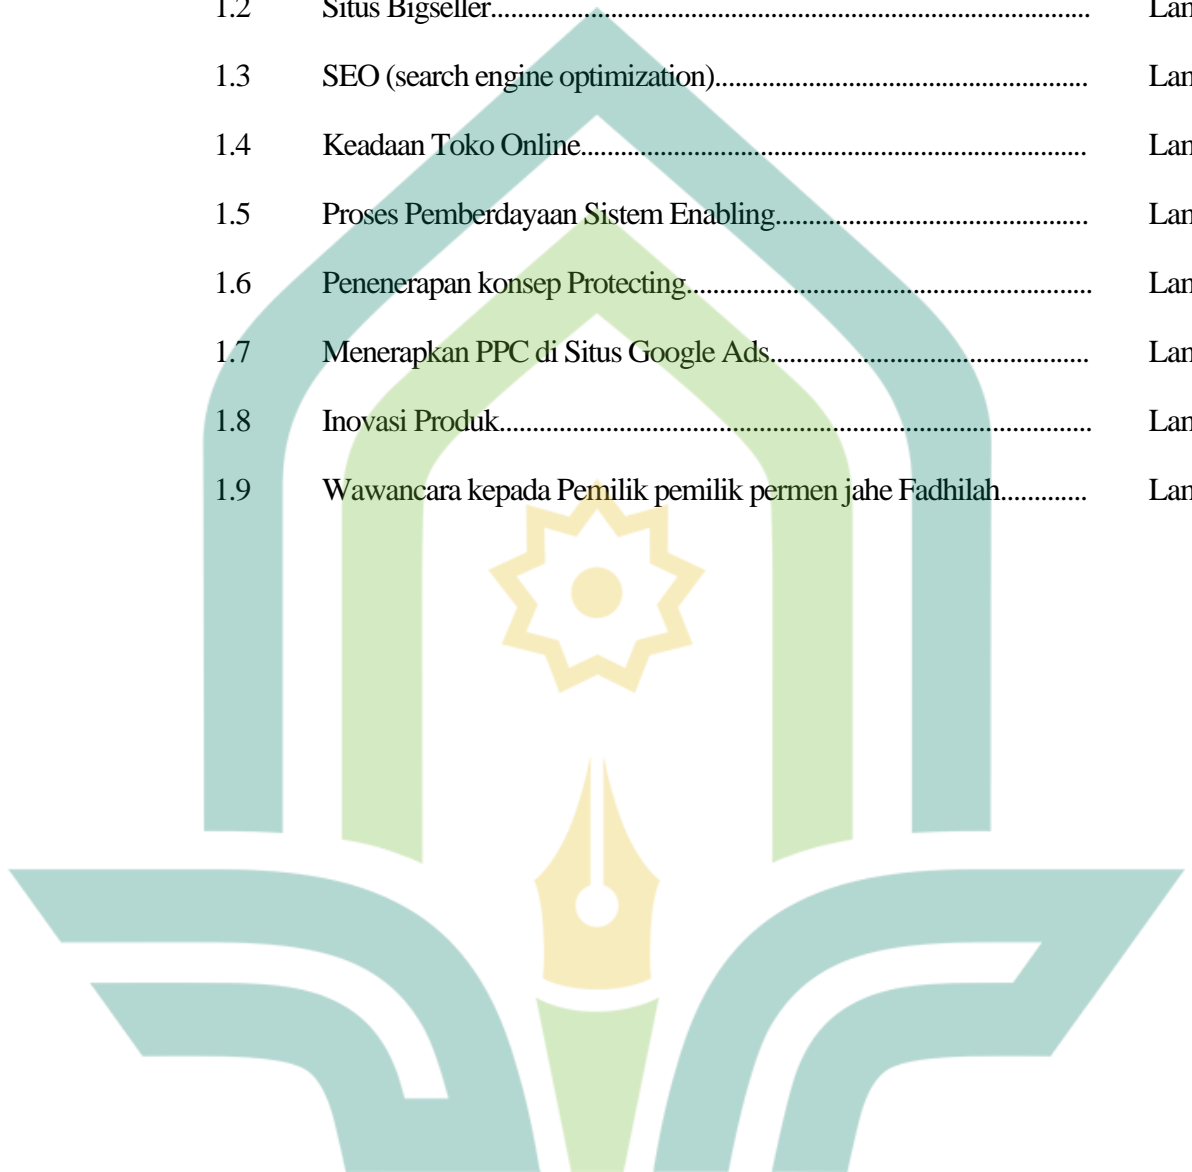 1.2 Situs Bigseller........................................................................................ Lan
1.3 SEO (search engine optimization)....................................................... Lan
1.4 Keadaan Toko Online........................................................................... Lan
1.5 Proses Pemberdayaan Sistem Enabling.............................................. Lan
1.6 Penenerapan konsep Protecting............................................................ Lan
1.7 Menerapkan PPC di Situs Google Ads............................................... Lan
1.8 Inovasi Produk........................................................................................ Lan
1.9 Wawancara kepada Pemilik pemilik permen jahe Fadhilah............. Lan